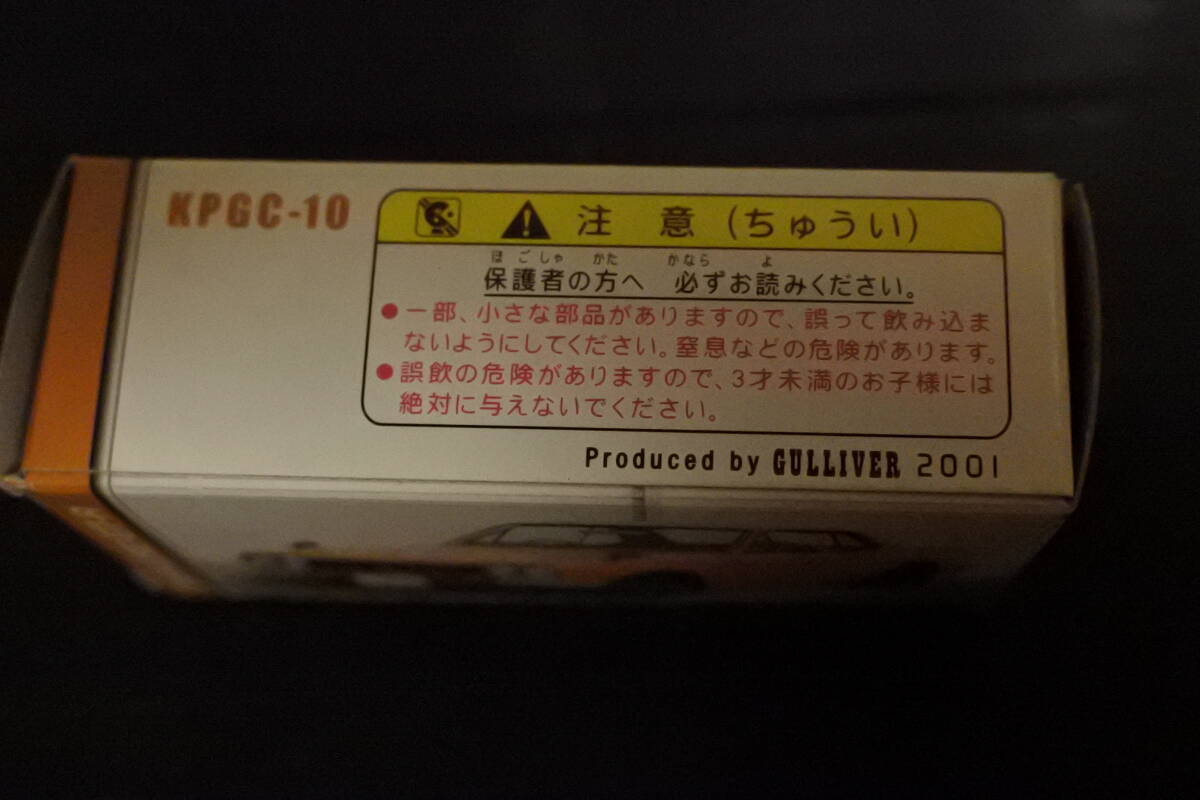 KPGC-10
注意(ちゅうい)
ほごしゃ かた かなら よ
保護者の方へ 必ずお読みください。
●一部、小さな部品がありますので、誤って飲み込ま
ないようにしてください。窒息などの危険があります。
●誤飲の危険がありますので、3才未満のお子様には
絶対に与えないでください。
Produced by GULLIVER 2001